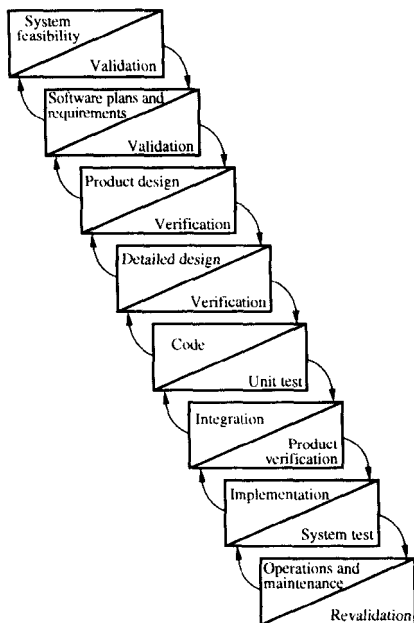 System
feasibility
Validation
Software plans and
requirements
Validation
Product design
Verification
Detailed design
Verification
Code
Unit test
Integration
Product
verification
Implementation
System test
Operations and
maintenance
Revalidation